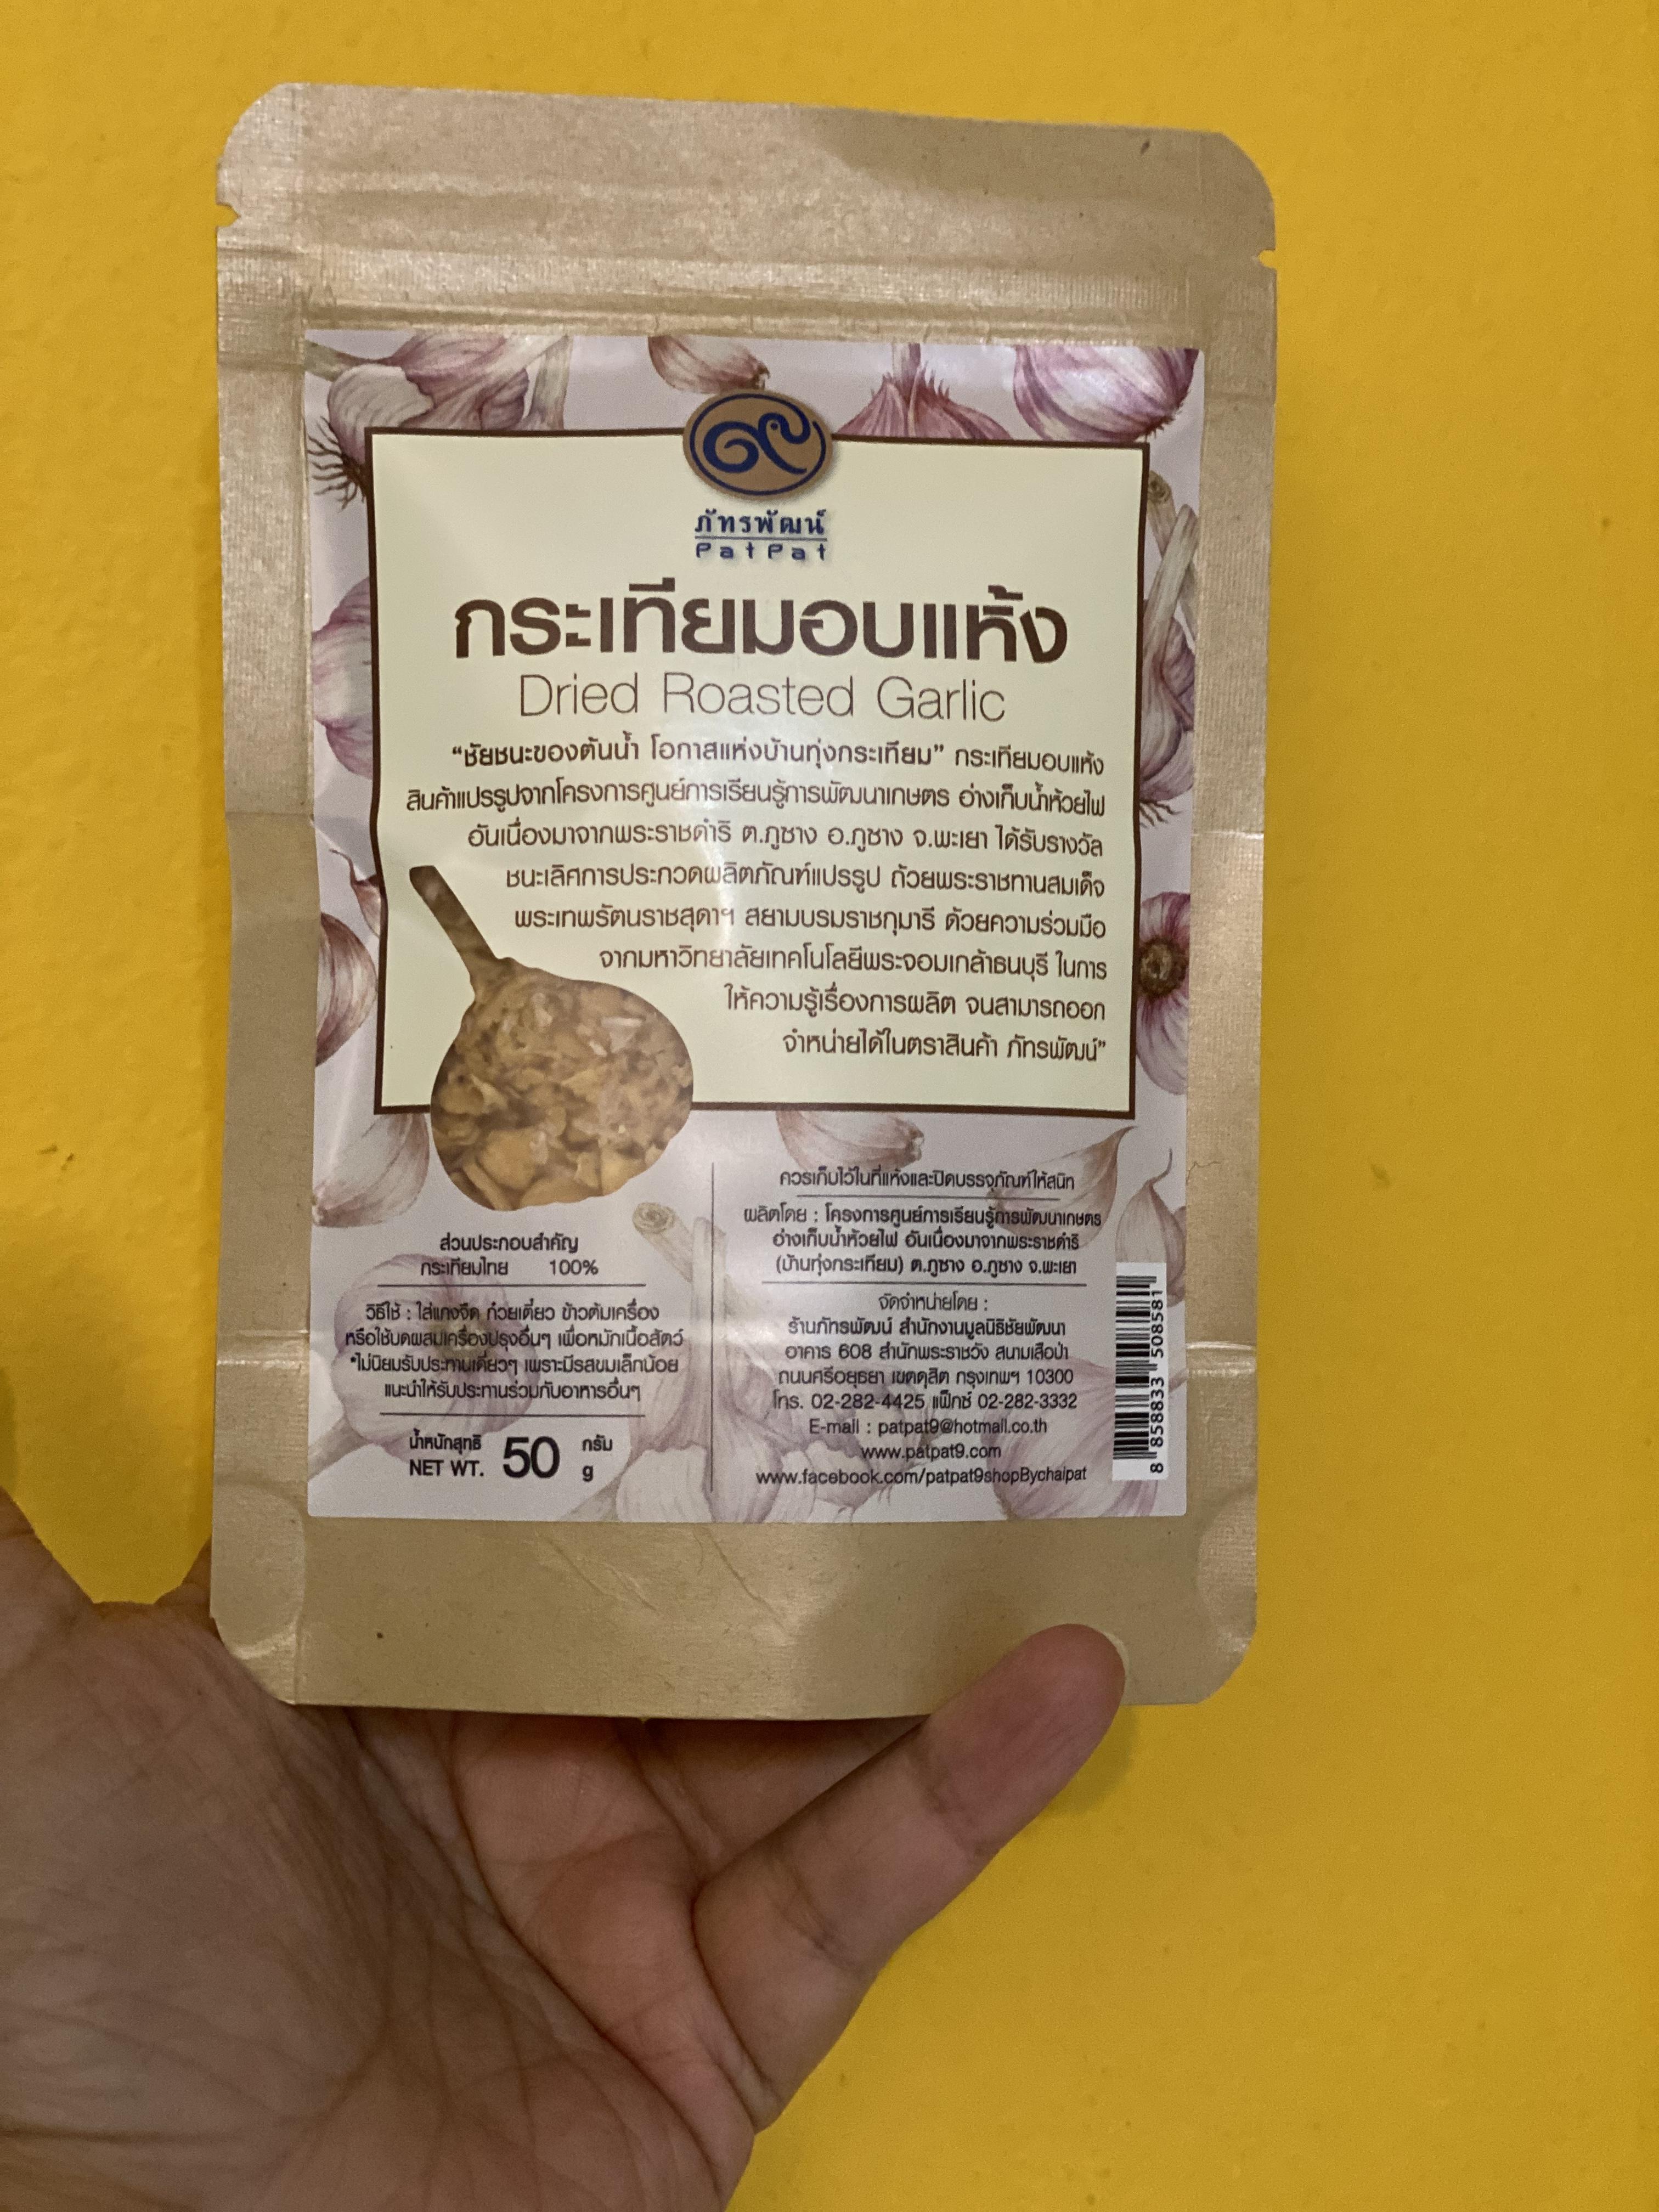 ๙
ภัทรพัฒน์
PatPat
กระเทียมอบแห้ง
Dried Roasted Garlic
“ชัยชนะของต้นน้ำ โอกาสแห่งบ้านทุ่งกระเทียม” กระเทียมอบแห้ง
สินค้าแปรรูปจากโครงการศูนย์การเรียนรู้การพัฒนาเกษตร อ่างเก็บน้ำห้วยไฟ
อันเนื่องมาจากพระราชดำริ ต.ภูซาง อ.ภูซาง จ.พะเยา ได้รับรางวัล
ชนะเลิศการประกวดผลิตภัณฑ์แปรรูป ถ้วยพระราชทานสมเด็จ
พระเทพรัตนราชสุดาฯ สยามบรมราชกุมารี ด้วยความร่วมมือ
จากมหาวิทยาลัยเทคโนโลยีพระจอมเกล้าธนบุรี ในการ
ให้ความรู้เรื่องการผลิต จนสามารถออก
จำหน่ายได้ในตราสินค้า ภัทรพัฒน์”
ส่วนประกอบสำคัญ
กระเทียมไทย 100%
วิธีใช้ : ใส่แกงจืด ก๋วยเตี๋ยว ข้าวต้มเครื่อง
หรือใช้บดผสมเครื่องปรุงอื่นๆ เพื่อหมักเนื้อสัตว์
*ไม่นิยมรับประทานเดี่ยวๆ เพราะมีรสขมเล็กน้อย
แนะนำให้รับประทานร่วมกับอาหารอื่นๆ
น้ำหนักสุทธิ 50 กรัม
NET WT. g
ควรเก็บไว้ในที่แห้งและปิดบรรจุภัณฑ์ให้สนิท
ผลิตโดย : โครงการศูนย์การเรียนรู้การพัฒนาเกษตร
อ่างเก็บน้ำห้วยไฟ อันเนื่องมาจากพระราชดำริ
(บ้านทุ่งกระเทียม) ต.ภูซาง อ.ภูซาง จ.พะเยา
จัดจำหน่ายโดย :
ร้านภัทรพัฒน์ สำนักงานมูลนิธิชัยพัฒนา
อาคาร 608 สำนักพระราชวัง สนามเสือป่า
ถนนศรีอยุธยา เขตดุสิต กรุงเทพฯ 10300
โทร. 02-282-4425 แฟ็กซ์ 02-282-3332
E-mail : patpat9@hotmail.co.th
www.patpat9.com
www.facebook.com/patpat9shopBychaipat
8 858833 508581